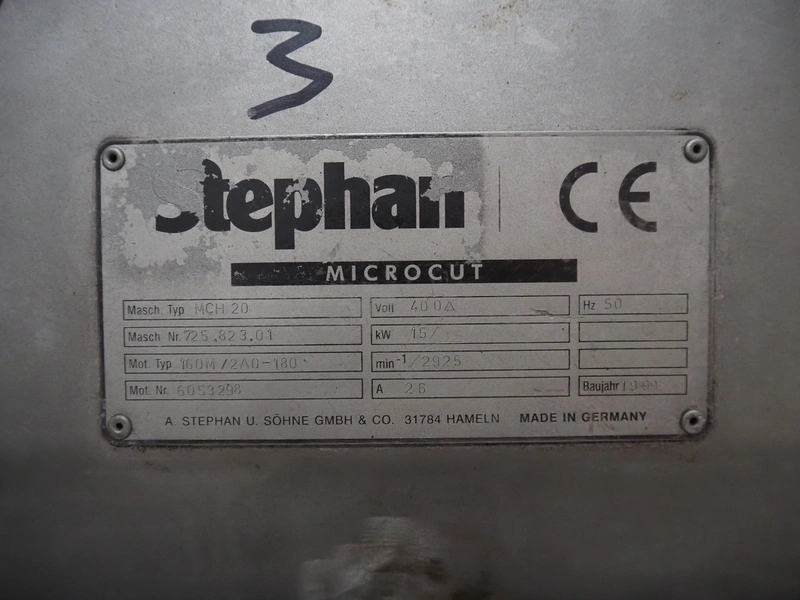 3
Stephan CE
MICROCUT
Masch. Typ MCH 20 Volt 400Δ Hz 50
Masch Nr. 725.823.01 kW 15/
Mot. Typ 160M/2AD-180 min-1/2925
Mot. Nr. 6053298 A 26 Baujahr
A. STEPHAN U. SÖHNE GMBH & CO. 31784 HAMELN MADE IN GERMANY